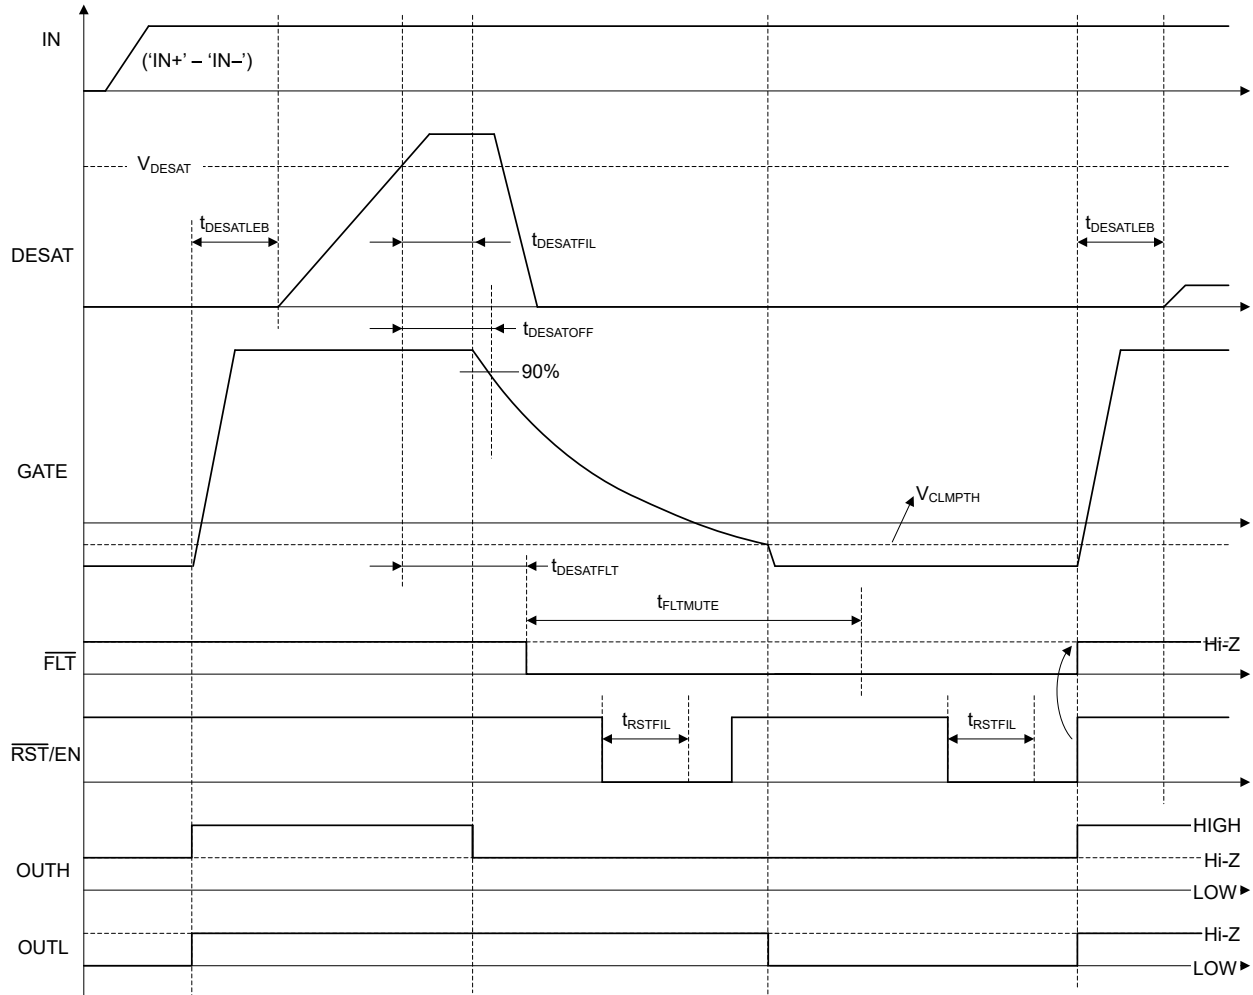 IN
('IN+' – 'IN–')
VDESAT
tDESATLEB
tDESATLEB
tDESATFIL
DESAT
tDESATOFF
90%
GATE
VCLMPTH
tDESATFLT
tFLTMUTE
Hi-Z
FLT
tRSTFIL
tRSTFIL
RST/EN
HIGH
Hi-Z
OUTH
LOW
Hi-Z
OUTL
LOW